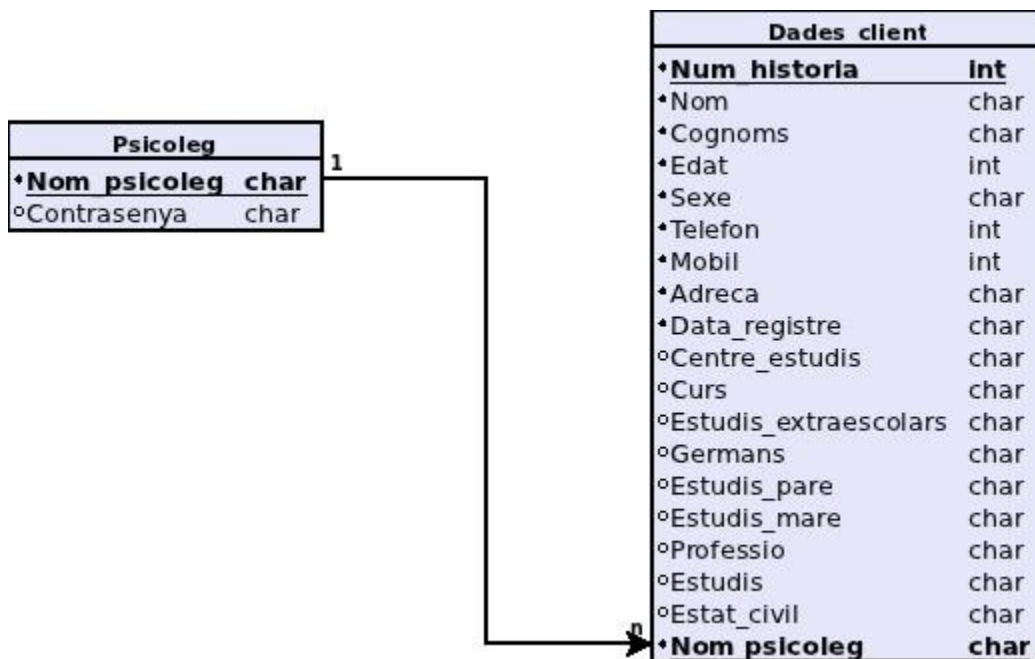 Psicoleg
Nom_psicoleg char
Contrasenya char
1
n
Dades_client
Num_historia int
Nom char
Cognoms char
Edat int
Sexe char
Telefon int
Mobil int
Adreca char
Data_registre char
Centre_estudis char
Curs char
Estudis_extraescolars char
Germans char
Estudis_pare char
Estudis_mare char
Professio char
Estudis char
Estat_civil char
Nom_psicoleg char